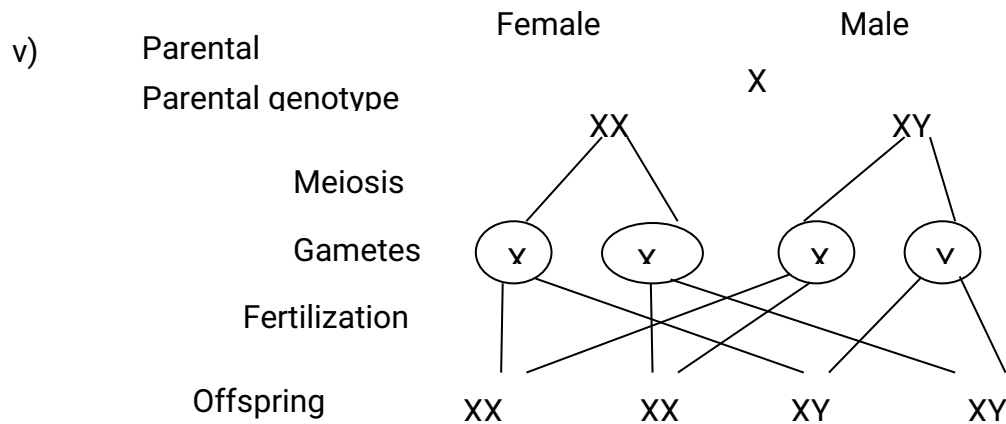 Female Male
v) Parental
X
Parental genotype
XX XY
Meiosis
Gametes X X X Y
Fertilization
Offspring XX XX XY XY